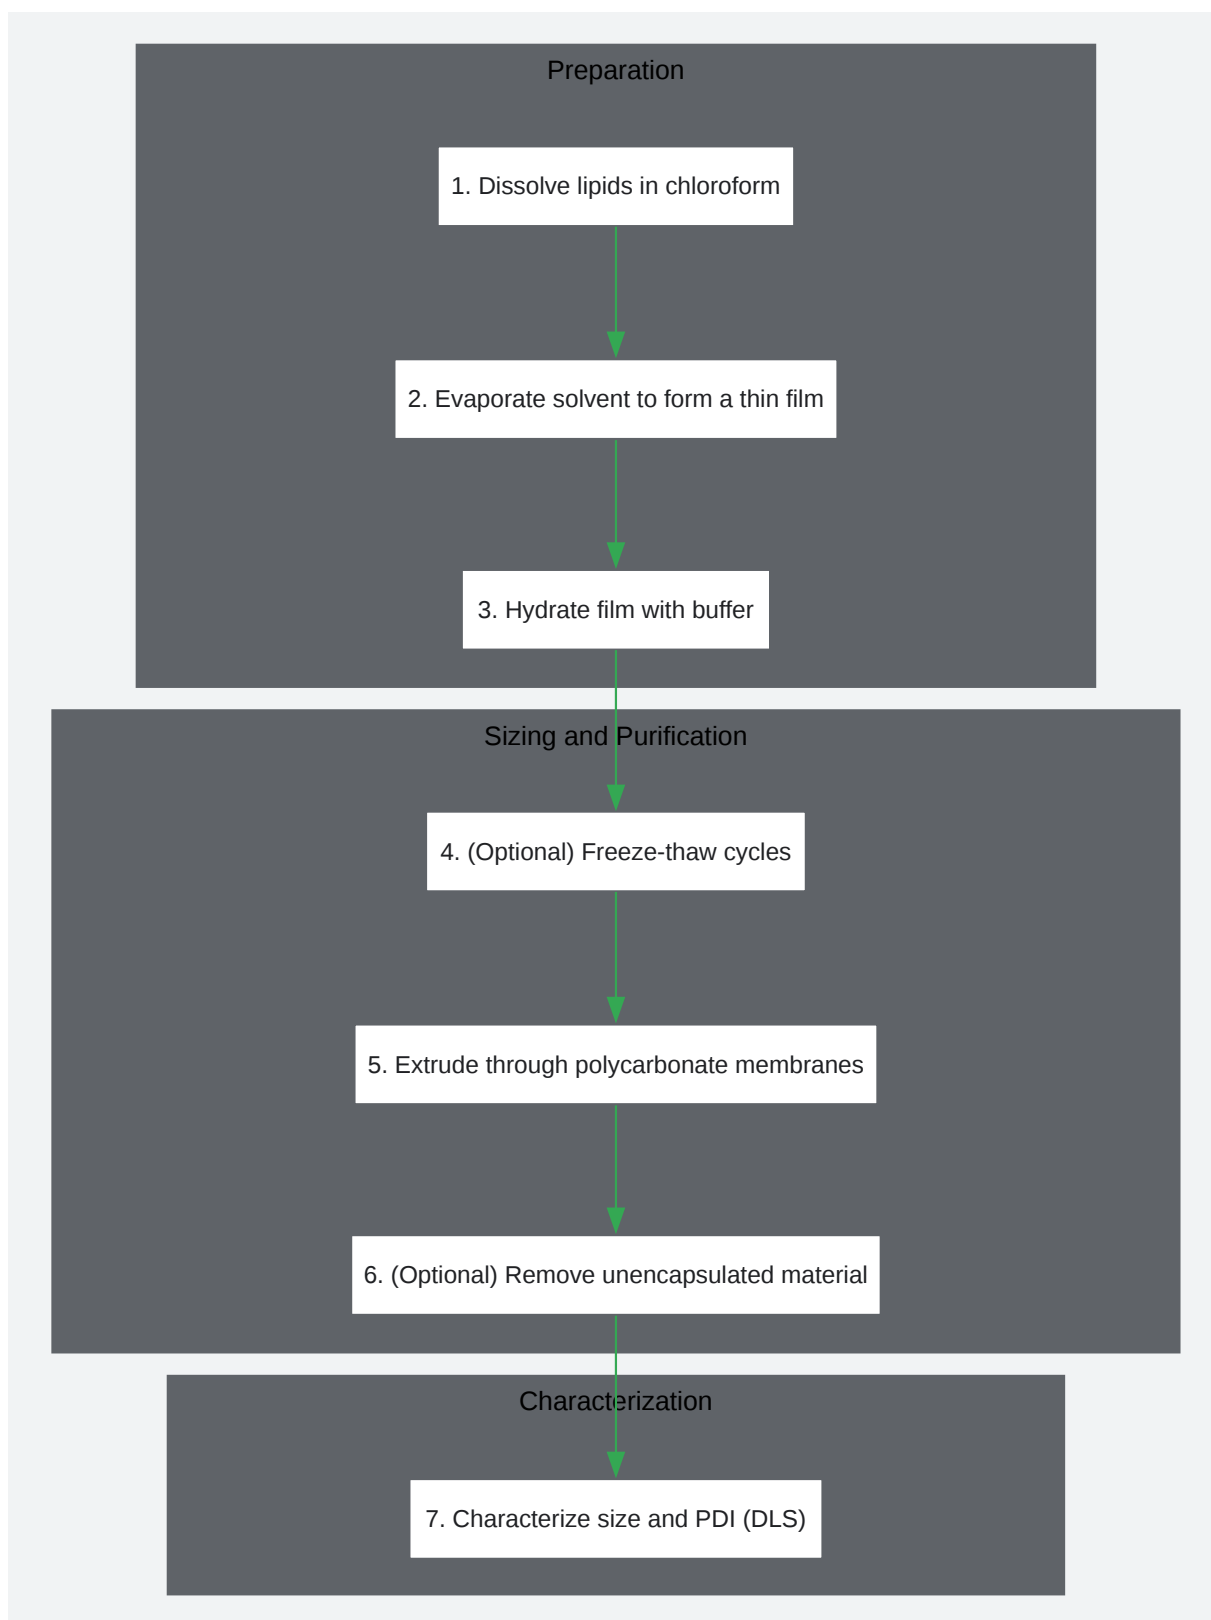 Preparation
1. Dissolve lipids in chloroform
2. Evaporate solvent to form a thin film
3. Hydrate film with buffer
Sizing and Purification
4. (Optional) Freeze-thaw cycles
5. Extrude through polycarbonate membranes
6. (Optional) Remove unencapsulated material
Characterization
7. Characterize size and PDI (DLS)